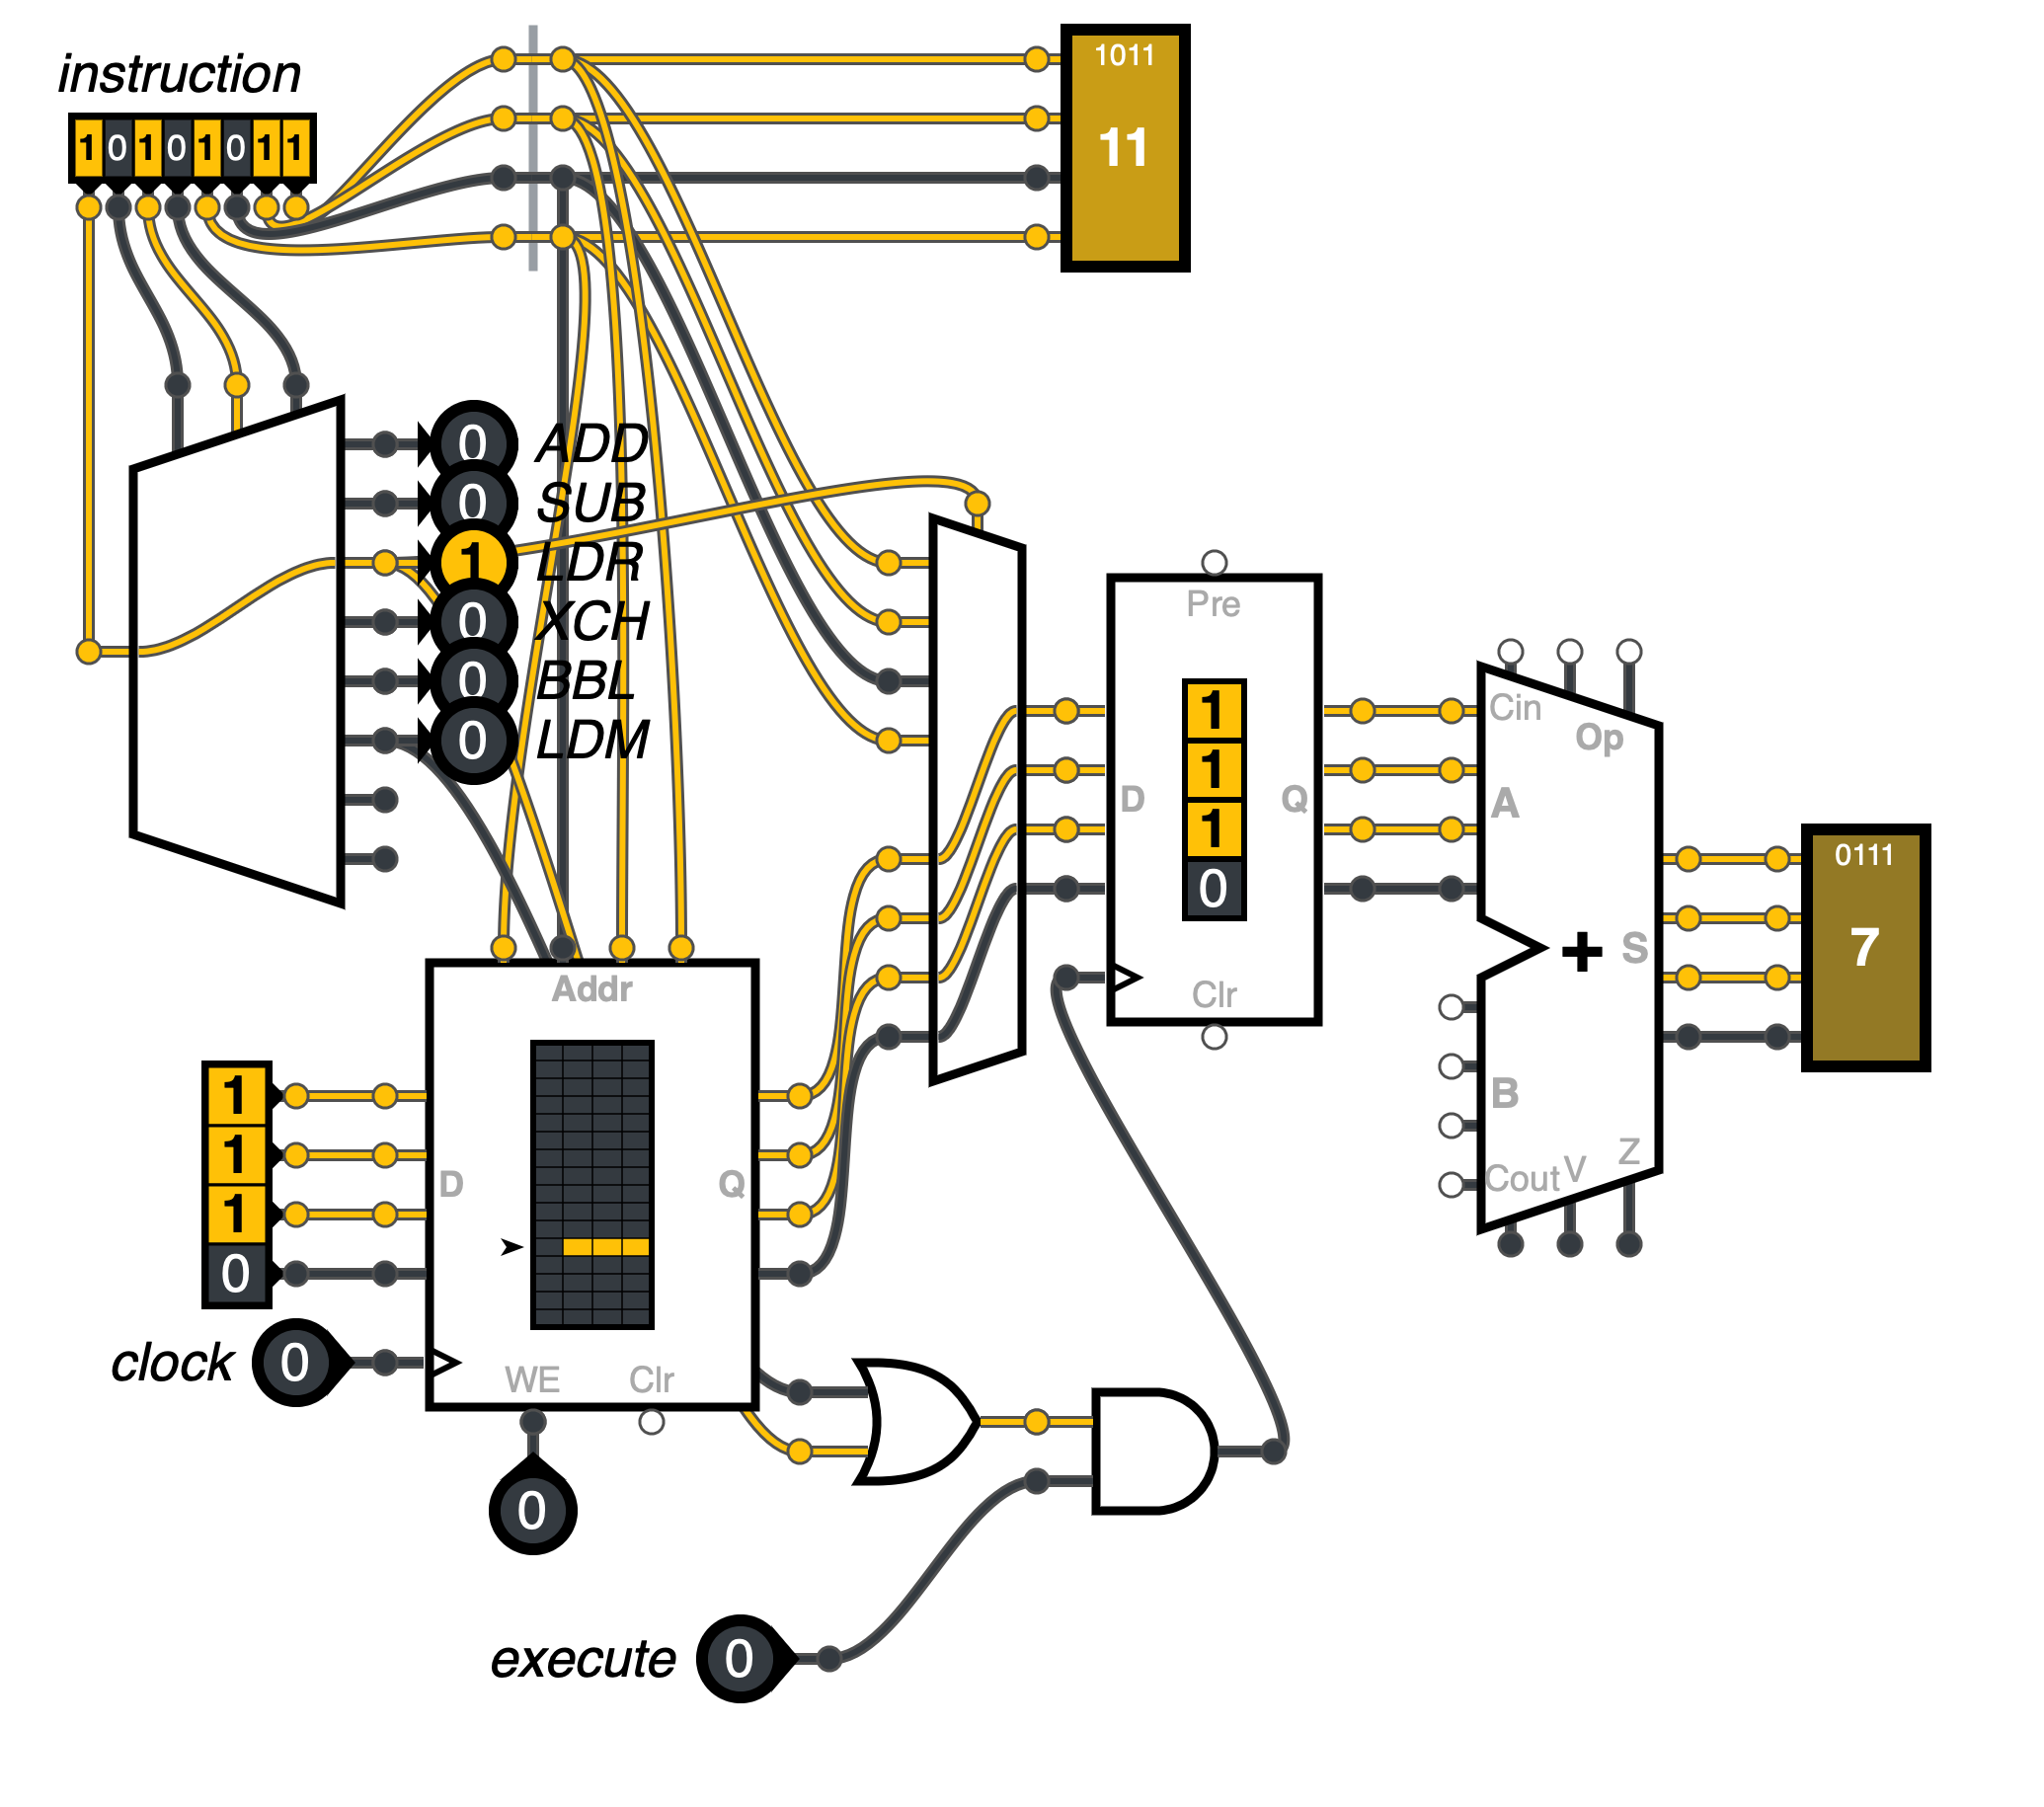 instruction
1 0 1 0 1 0 1 1
1011
11
0 ADD
0 SUB
1 LDR
0 XCH
0 BBL
0 LDM
Pre
1
1
1
0
D
Q
Clr
Cin
Op
A
+
S
B
Cout
V
Z
0111
7
Addr
1
1
1
0
D
Q
clock 0
WE
Clr
0
execute 0